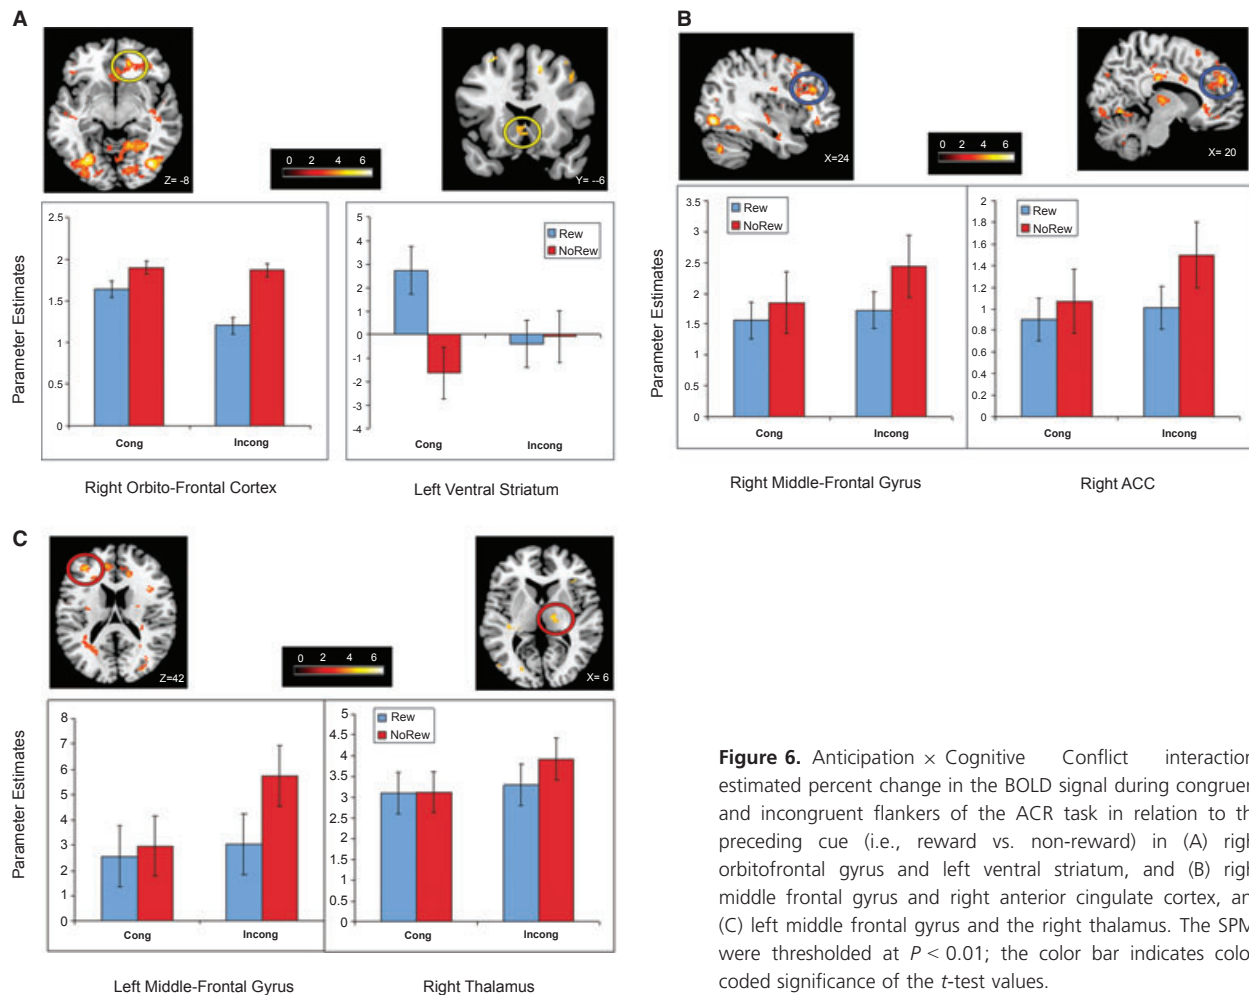 A
Z= -8
0 2 4 6
Y= --6
Parameter Estimates
2.5
2
1.5
1
0.5
0
Cong Incong
Right Orbito-Frontal Cortex
5
4
3
2
1
0
-1
-2
-3
-4
Rew
NoRew
Cong Incong
Left Ventral Striatum
B
X=24
0 2 4 6
X= 20
Parameter Estimates
3.5
3
2.5
2
1.5
1
0.5
0
Rew
NoRew
Cong Incong
Right Middle-Frontal Gyrus
2
1.8
1.6
1.4
1.2
1
0.8
0.6
0.4
0.2
0
Rew
NoRew
Cong Incong
Right ACC
C
Z=42
0 2 4 6
X= 6
Parameter Estimates
8
7
6
5
4
3
2
1
0
Cong Incong
Left Middle-Frontal Gyrus
5
4.5
4
3.5
3
2.5
2
1.5
1
0.5
0
Rew
NoRew
Cong Incong
Right Thalamus
Figure 6. Anticipation × Cognitive Conflict interaction
estimated percent change in the BOLD signal during congruen
and incongruent flankers of the ACR task in relation to th
preceding cue (i.e., reward vs. non-reward) in (A) righ
orbitofrontal gyrus and left ventral striatum, and (B) righ
middle frontal gyrus and right anterior cingulate cortex, an
(C) left middle frontal gyrus and the right thalamus. The SPM
were thresholded at P < 0.01; the color bar indicates colo
coded significance of the t-test values.